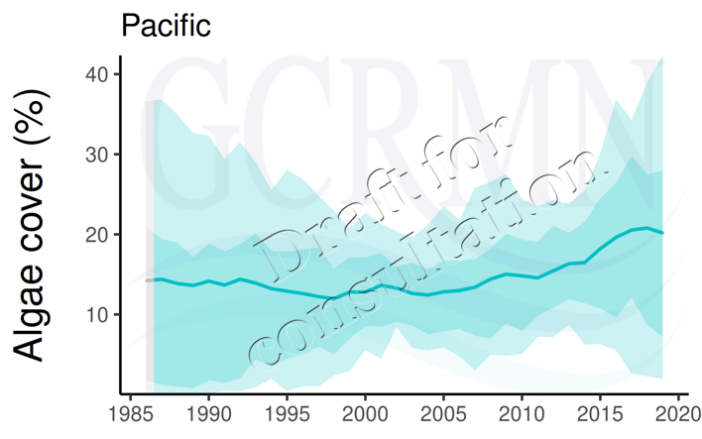 Pacific
GCRMN
Algae cover (%)
40
30
20
10
Draft for
consultation.
1985 1990 1995 2000 2005 2010 2015 2020